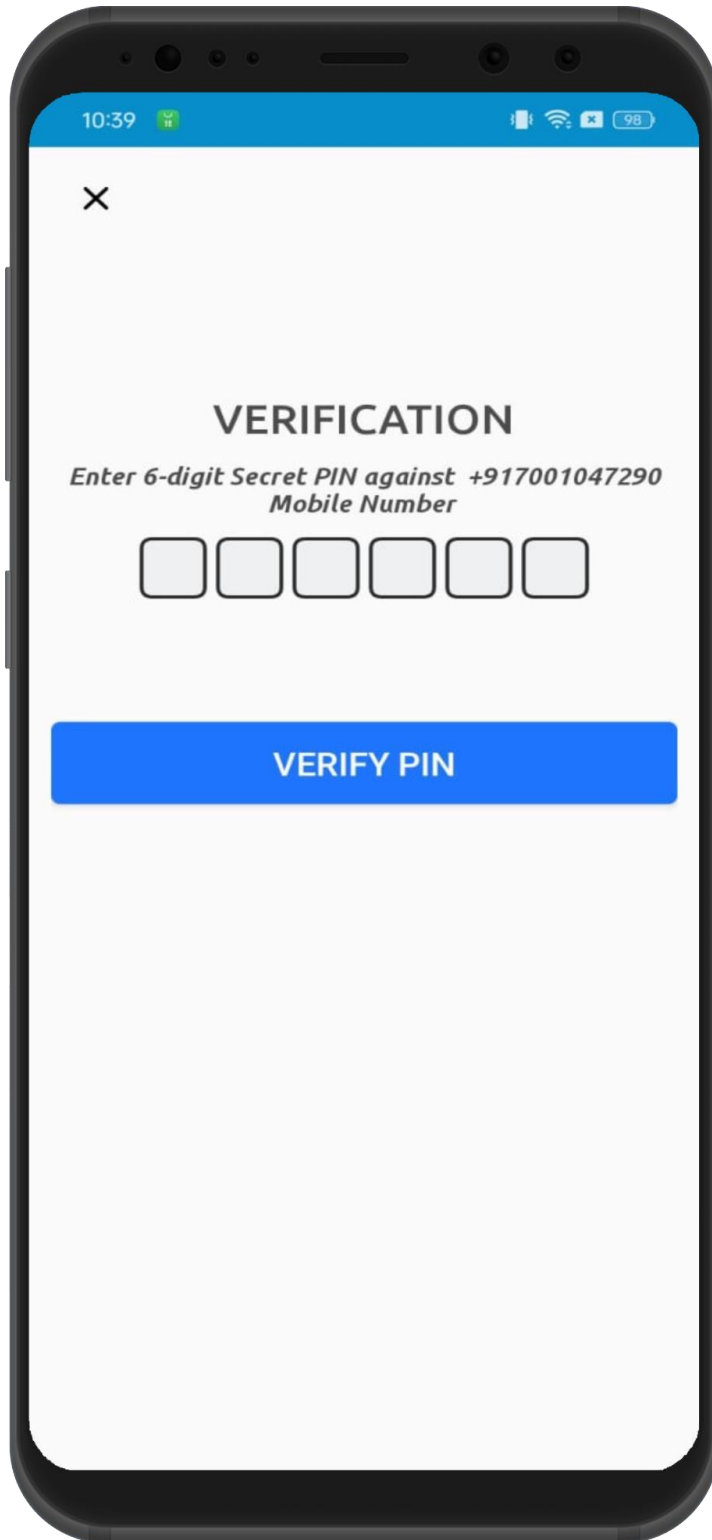 10:39
98
VERIFICATION
Enter 6-digit Secret PIN against +917001047290
Mobile Number
VERIFY PIN